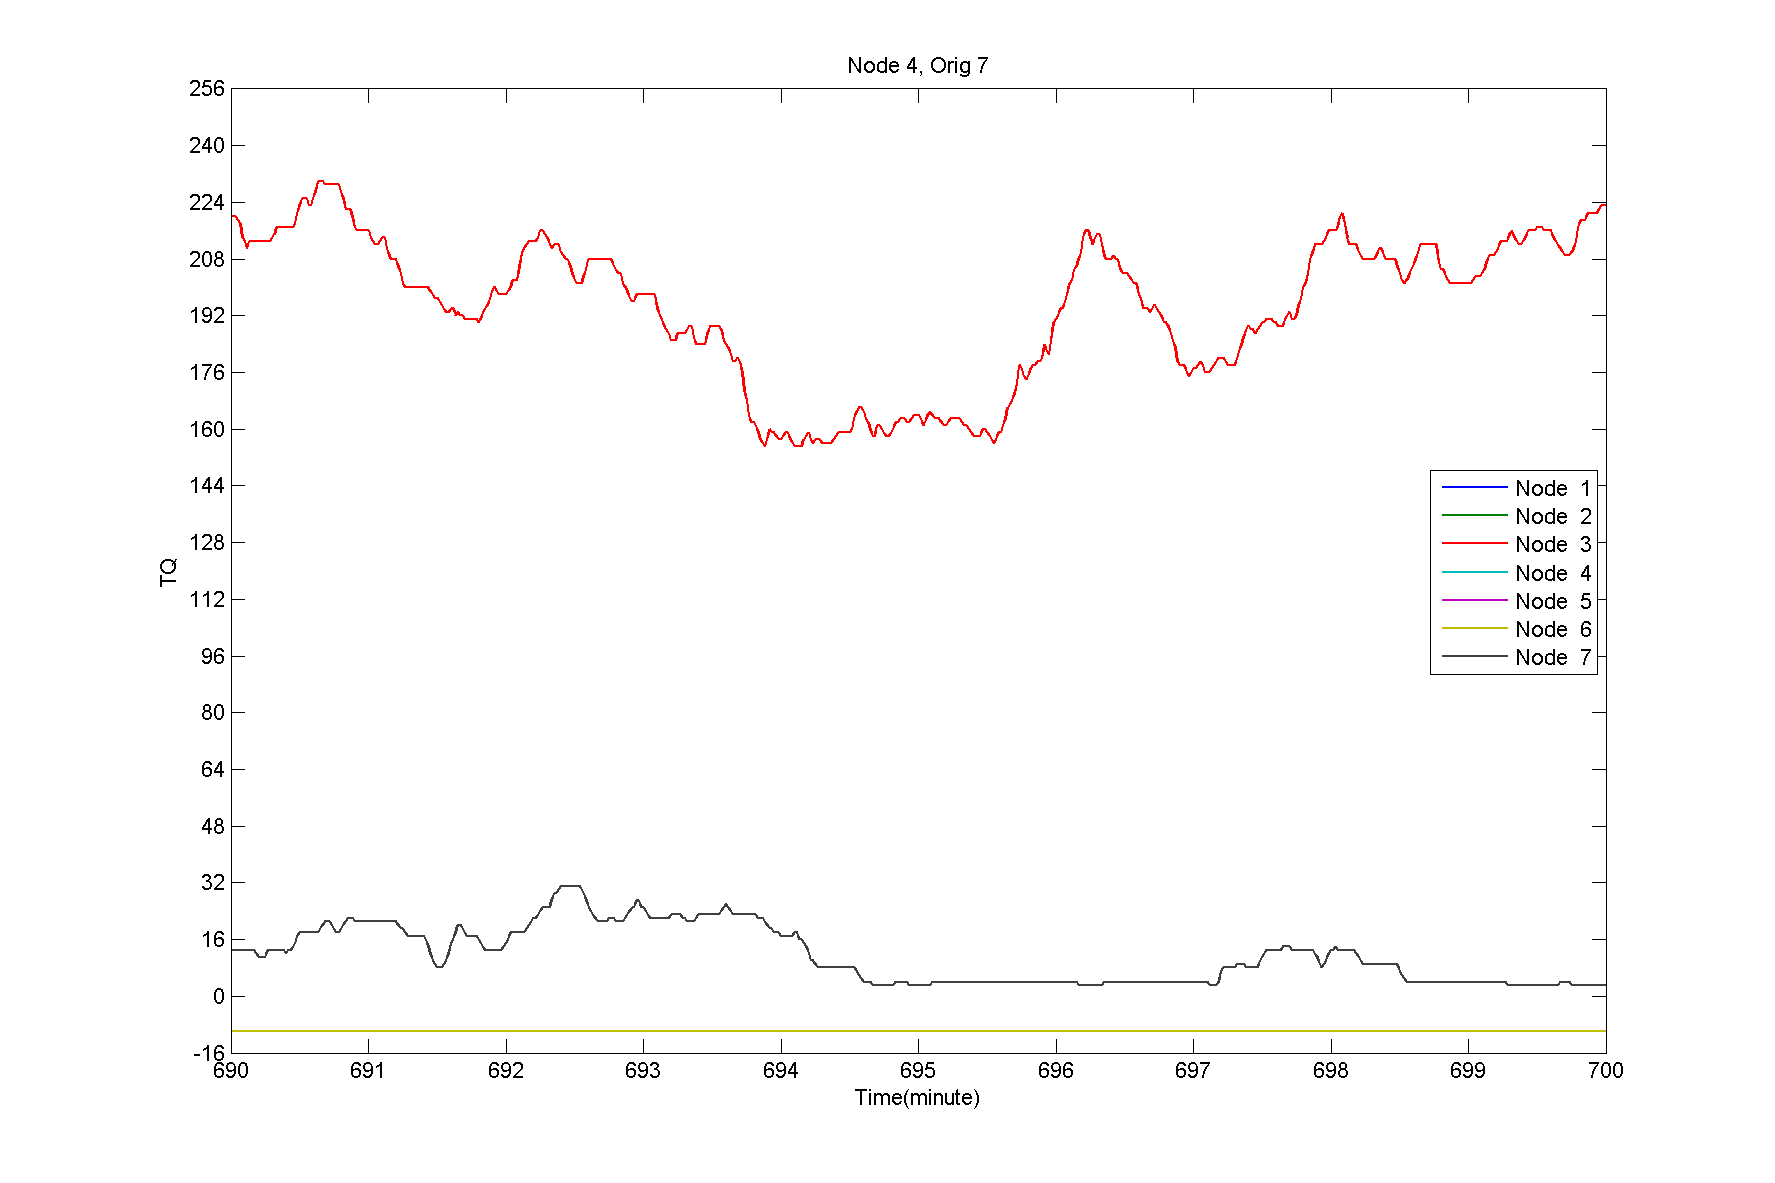 Node 4, Orig 7
256
240
224
208
192
176
160
144
128
112
96
80
64
48
32
16
0
-16
TQ
Node 1
Node 2
Node 3
Node 4
Node 5
Node 6
Node 7
690 691 692 693 694 695 696 697 698 699 700
Time(minute)